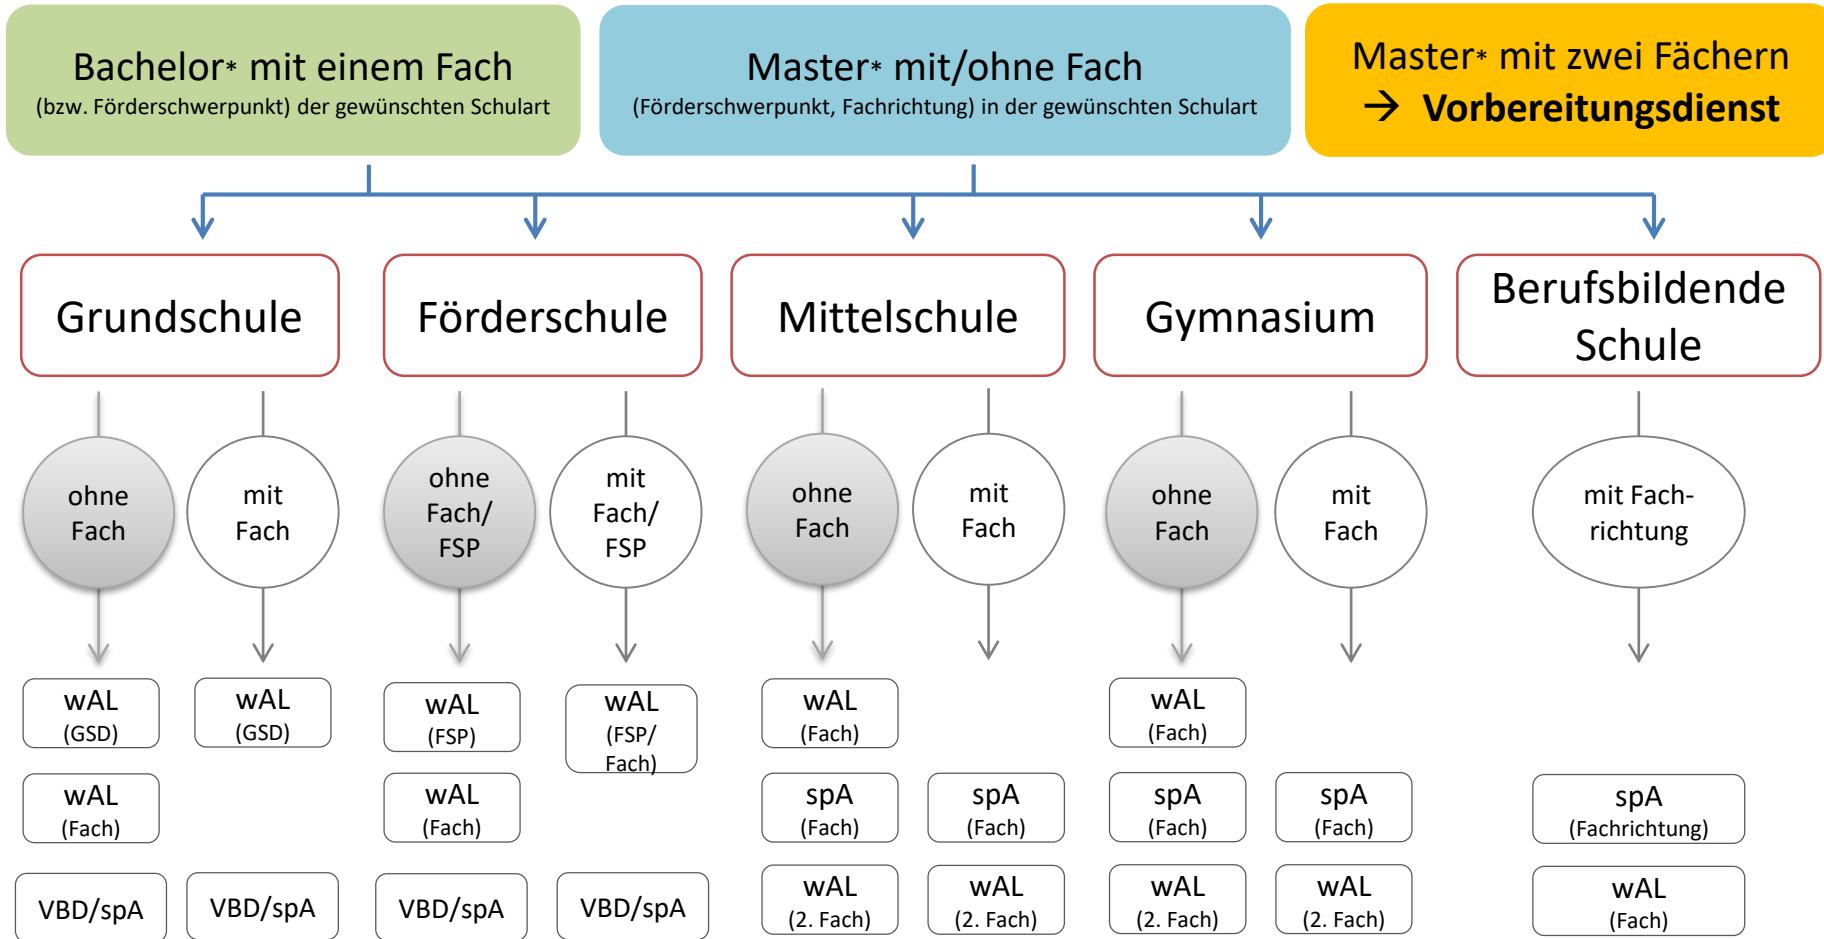 Bachelor* mit einem Fach
(bzw. Förderschwerpunkt) der gewünschten Schulart
Master* mit/ohne Fach
(Förderschwerpunkt, Fachrichtung) in der gewünschten Schulart
Master* mit zwei Fächern
→ Vorbereitungsdienst
Grundschule
Förderschule
Mittelschule
Gymnasium
Berufsbildende
Schule
ohne
Fach
mit
Fach
ohne
Fach/
FSP
mit
Fach/
FSP
ohne
Fach
mit
Fach
ohne
Fach
mit
Fach
mit Fach-
richtung
wAL
(GSD)
wAL
(GSD)
wAL
(FSP)
wAL
(FSP/
Fach)
wAL
(Fach)
wAL
(Fach)
wAL
(Fach)
wAL
(Fach)
spA
(Fach)
spA
(Fach)
spA
(Fach)
spA
(Fach)
spA
(Fachrichtung)
VBD/spA
VBD/spA
VBD/spA
VBD/spA
wAL
(2. Fach)
wAL
(2. Fach)
wAL
(2. Fach)
wAL
(2. Fach)
wAL
(Fach)